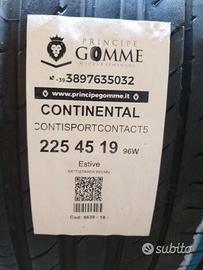 PRINCIPE
GOMME
+39 3897635032
www.principegomme.it
CONTINENTAL
CONTISPORTCONTACT5
225 45 19 96W
Estive
subito